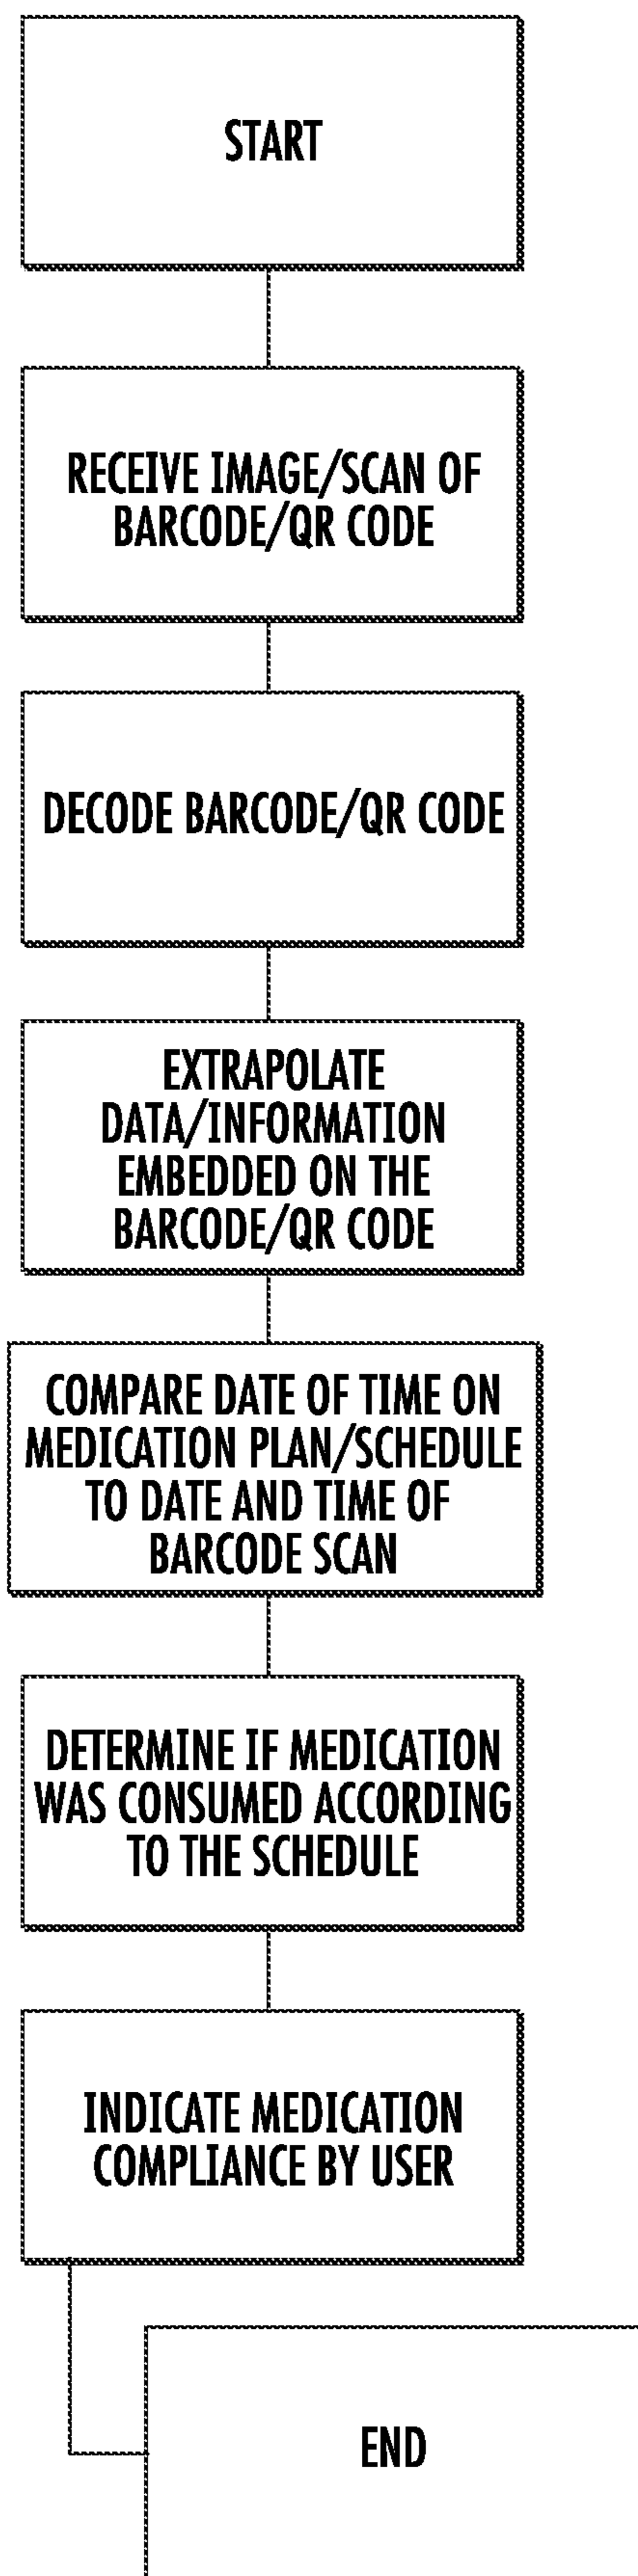 START
RECEIVE IMAGE/SCAN OF
BARCODE/QR CODE
DECODE BARCODE/QR CODE
EXTRAPOLATE
DATA/INFORMATION
EMBEDDED ON THE
BARCODE/QR CODE
COMPARE DATE OF TIME ON
MEDICATION PLAN/SCHEDULE
TO DATE AND TIME OF
BARCODE SCAN
DETERMINE IF MEDICATION
WAS CONSUMED ACCORDING
TO THE SCHEDULE
INDICATE MEDICATION
COMPLIANCE BY USER
END